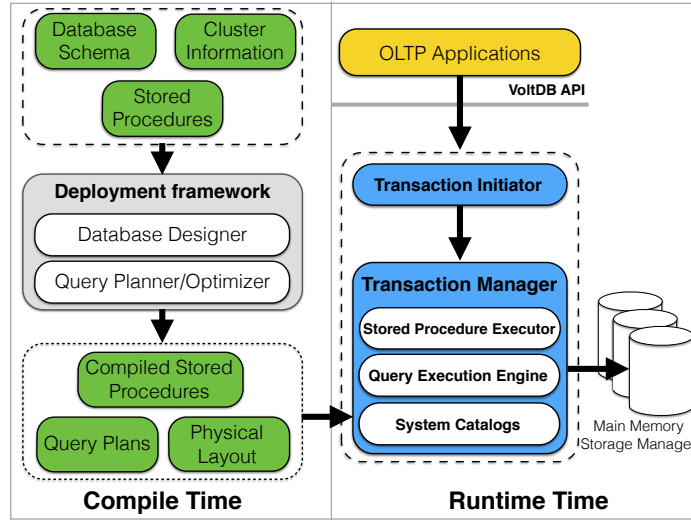 Database
Schema
Cluster
Information
Stored
Procedures
Deployment framework
Database Designer
Query Planner/Optimizer
Compiled Stored
Procedures
Query Plans
Physical
Layout
Compile Time
OLTP Applications
VoltDB API
Transaction Initiator
Transaction Manager
Stored Procedure Executor
Query Execution Engine
System Catalogs
Main Memory
Storage Manage
Runtime Time